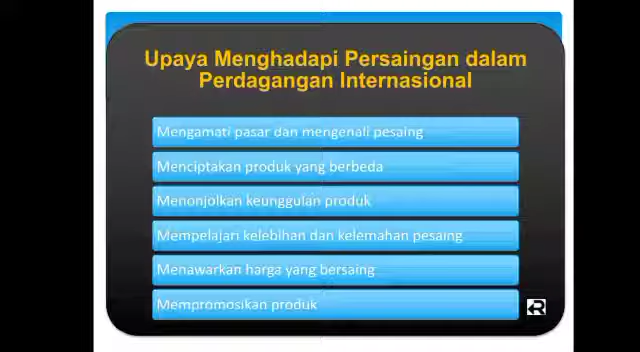 Upaya Menghadapi Persaingan dalam
Perdagangan Internasional
Mengamati pasar dan mengenali pesaing
Menciptakan produk yang berbeda
Menonjolkan keunggulan produk
Mempelajari kelebihan dan kelemahan pesaing
Menawarkan harga yang bersaing
Mempromosikan produk